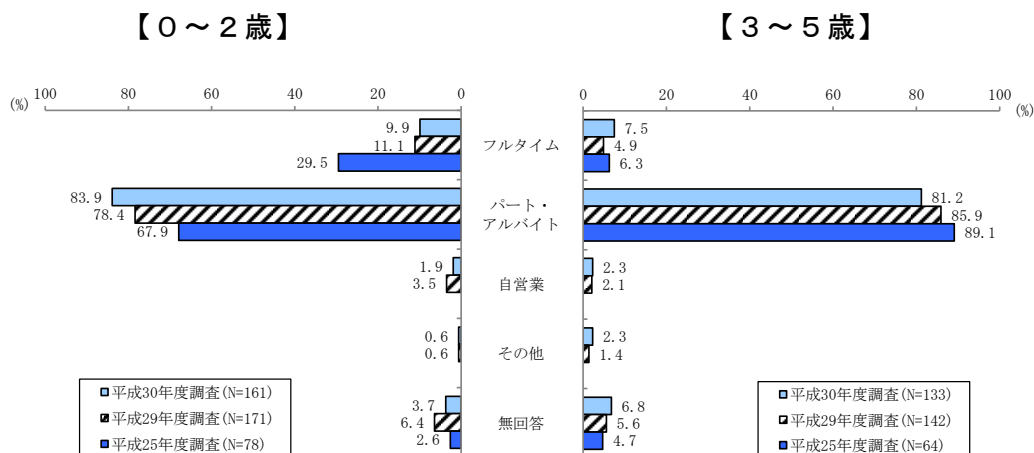 【0～2歳】
【3～5歳】
(%)
100
80
60
40
20
0
0
20
40
60
80
100
(%)
9.9
11.1
29.5
フルタイム
7.5
4.9
6.3
83.9
78.4
67.9
パート・
アルバイト
81.2
85.9
89.1
1.9
3.5
自営業
2.3
2.1
0.6
0.6
その他
2.3
1.4
3.7
6.4
2.6
無回答
6.8
5.6
4.7
平成30年度調査(N=161)
平成29年度調査(N=171)
平成25年度調査(N=78)
平成30年度調査(N=133)
平成29年度調査(N=142)
平成25年度調査(N=64)